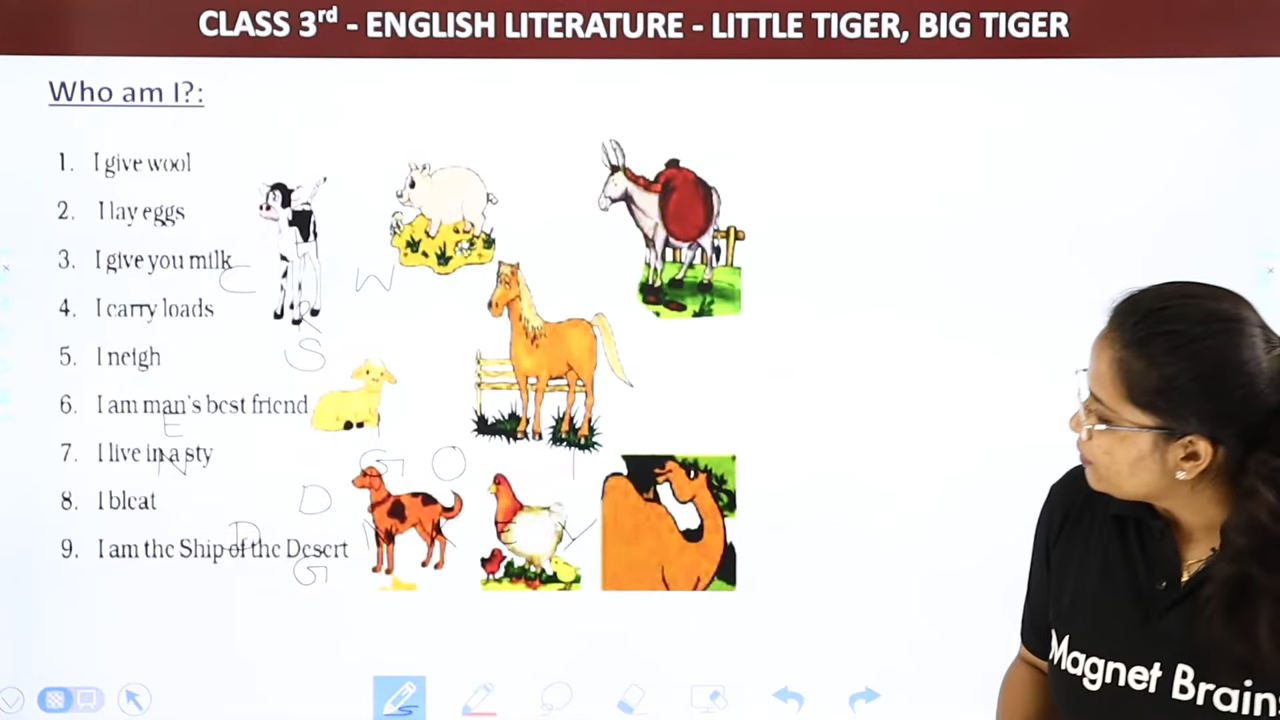 CLASS 3rd - ENGLISH LITERATURE - LITTLE TIGER, BIG TIGER
Who am I?:
1. I give wool
2. I lay eggs
3. I give you milk
C W
4. I carry loads
R
5. I neigh
S
6. I am man's best friend
E
7. I live in a sty
N
G O
8. I bleat
D
9. I am the Ship of the Desert
G
Magnet Brains